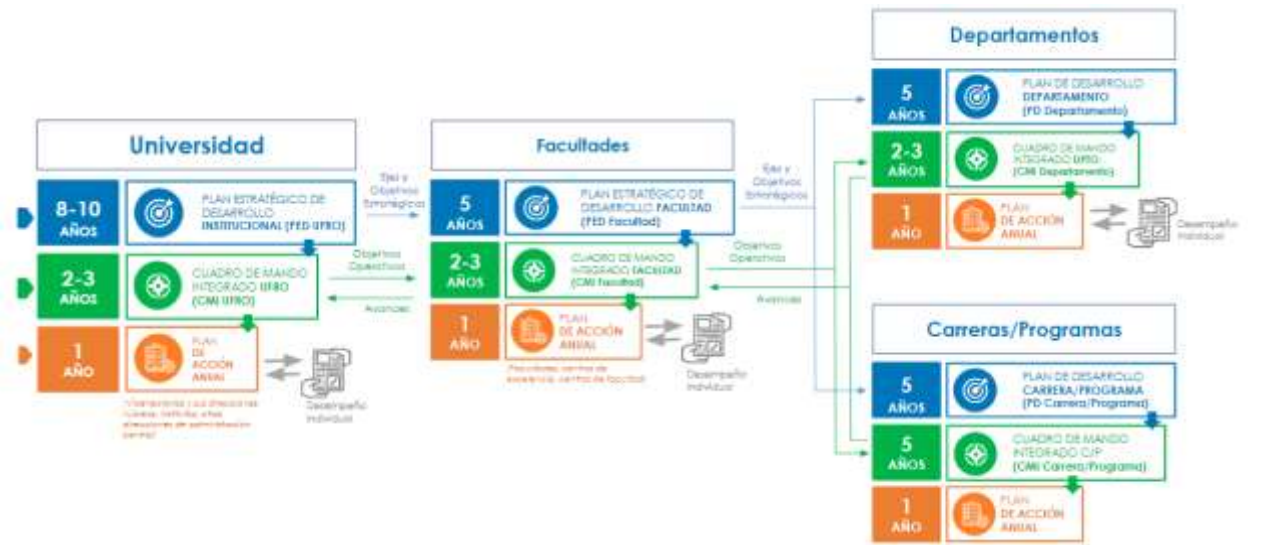 Universidad
8-10
AÑOS
PLAN ESTRATÉGICO DE
DESARROLLO
INSTITUCIONAL (PED UFRO)
2-3
AÑOS
CUADRO DE MANDO
INTEGRADO UFRO
(CMI UFRO)
1
AÑO
PLAN
DE
ACCIÓN
ANUAL
Desempeño
Individual
Ejes y
Objetivos
Estratégicos
Objetivos
Operativos
Avances
Facultades
5
AÑOS
PLAN ESTRATÉGICO DE
DESARROLLO FACULTAD
(PED Facultad)
2-3
AÑOS
CUADRO DE MANDO
INTEGRADO FACULTAD
(CMI Facultad)
1
AÑO
PLAN
DE ACCIÓN
ANUAL
Desempeño
Individual
Ejes y
Objetivos
Estratégicos
Objetivos
Operativos
Avances
Departamentos
5
AÑOS
PLAN DE DESARROLLO
DEPARTAMENTO
(PD Departamento)
2-3
AÑOS
CUADRO DE MANDO
INTEGRADO UFRO
(CMI Departamento)
1
AÑO
PLAN
DE ACCIÓN
ANUAL
Desempeño
Individual
Carreras/Programas
5
AÑOS
PLAN DE DESARROLLO
CARRERA/PROGRAMA
(PD Carrera/Programa)
5
AÑOS
CUADRO DE MANDO
INTEGRADO C/P
(CMI Carrera/Programa)
1
AÑO
PLAN
DE ACCIÓN
ANUAL